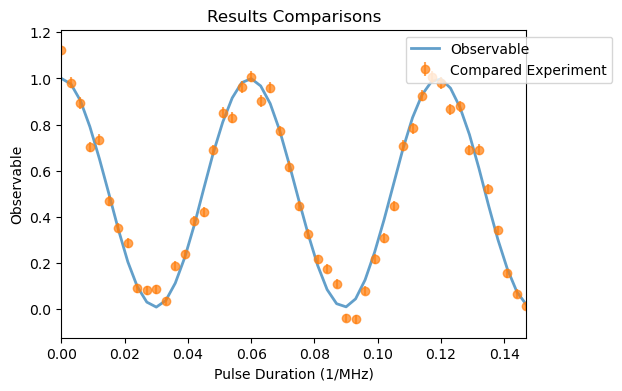 Results Comparisons
Observable
Compared Experiment
Observable
1.2
1.0
0.8
0.6
0.4
0.2
0.0
0.00 0.02 0.04 0.06 0.08 0.10 0.12 0.14
Pulse Duration (1/MHz)